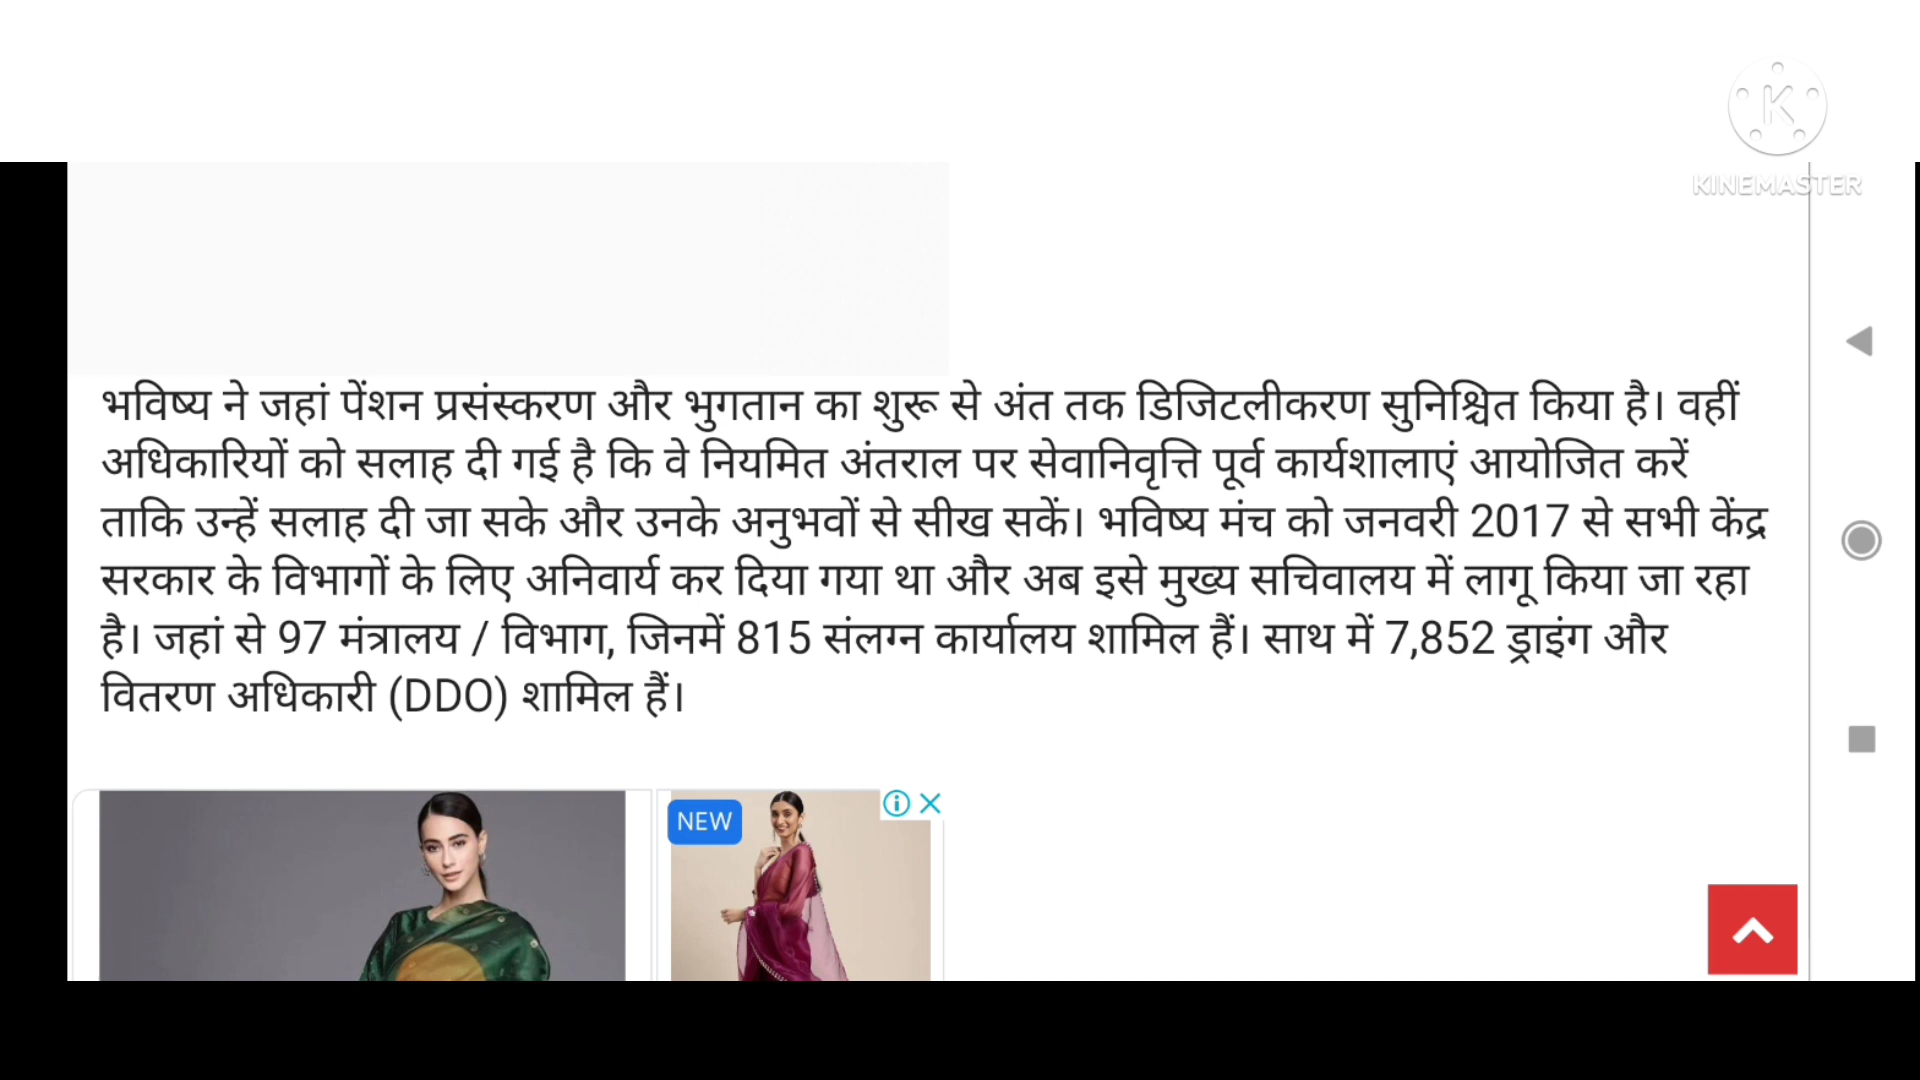 KINEMASTER
भविष्य ने जहां पेंशन प्रसंस्करण और भुगतान का शुरू से अंत तक डिजिटलीकरण सुनिश्चित किया है। वहीं
अधिकारियों को सलाह दी गई है कि वे नियमित अंतराल पर सेवानिवृत्ति पूर्व कार्यशालाएं आयोजित करें
ताकि उन्हें सलाह दी जा सके और उनके अनुभवों से सीख सकें। भविष्य मंच को जनवरी 2017 से सभी केंद्र
सरकार के विभागों के लिए अनिवार्य कर दिया गया था और अब इसे मुख्य सचिवालय में लागू किया जा रहा
है। जहां से 97 मंत्रालय / विभाग, जिनमें 815 संलग्न कार्यालय शामिल हैं। साथ में 7,852 ड्राइंग और
वितरण अधिकारी (DDO) शामिल हैं।
NEW